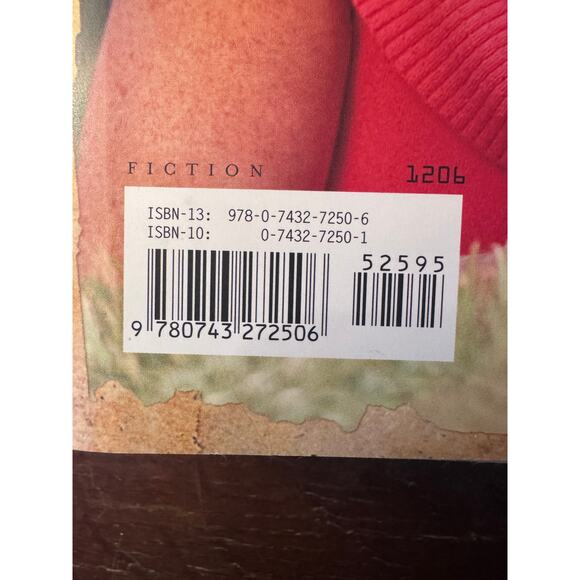 FICTION 1206
ISBN-13: 978-0-7432-7250-6
ISBN-10: 0-7432-7250-1
52595
9 780743 272506